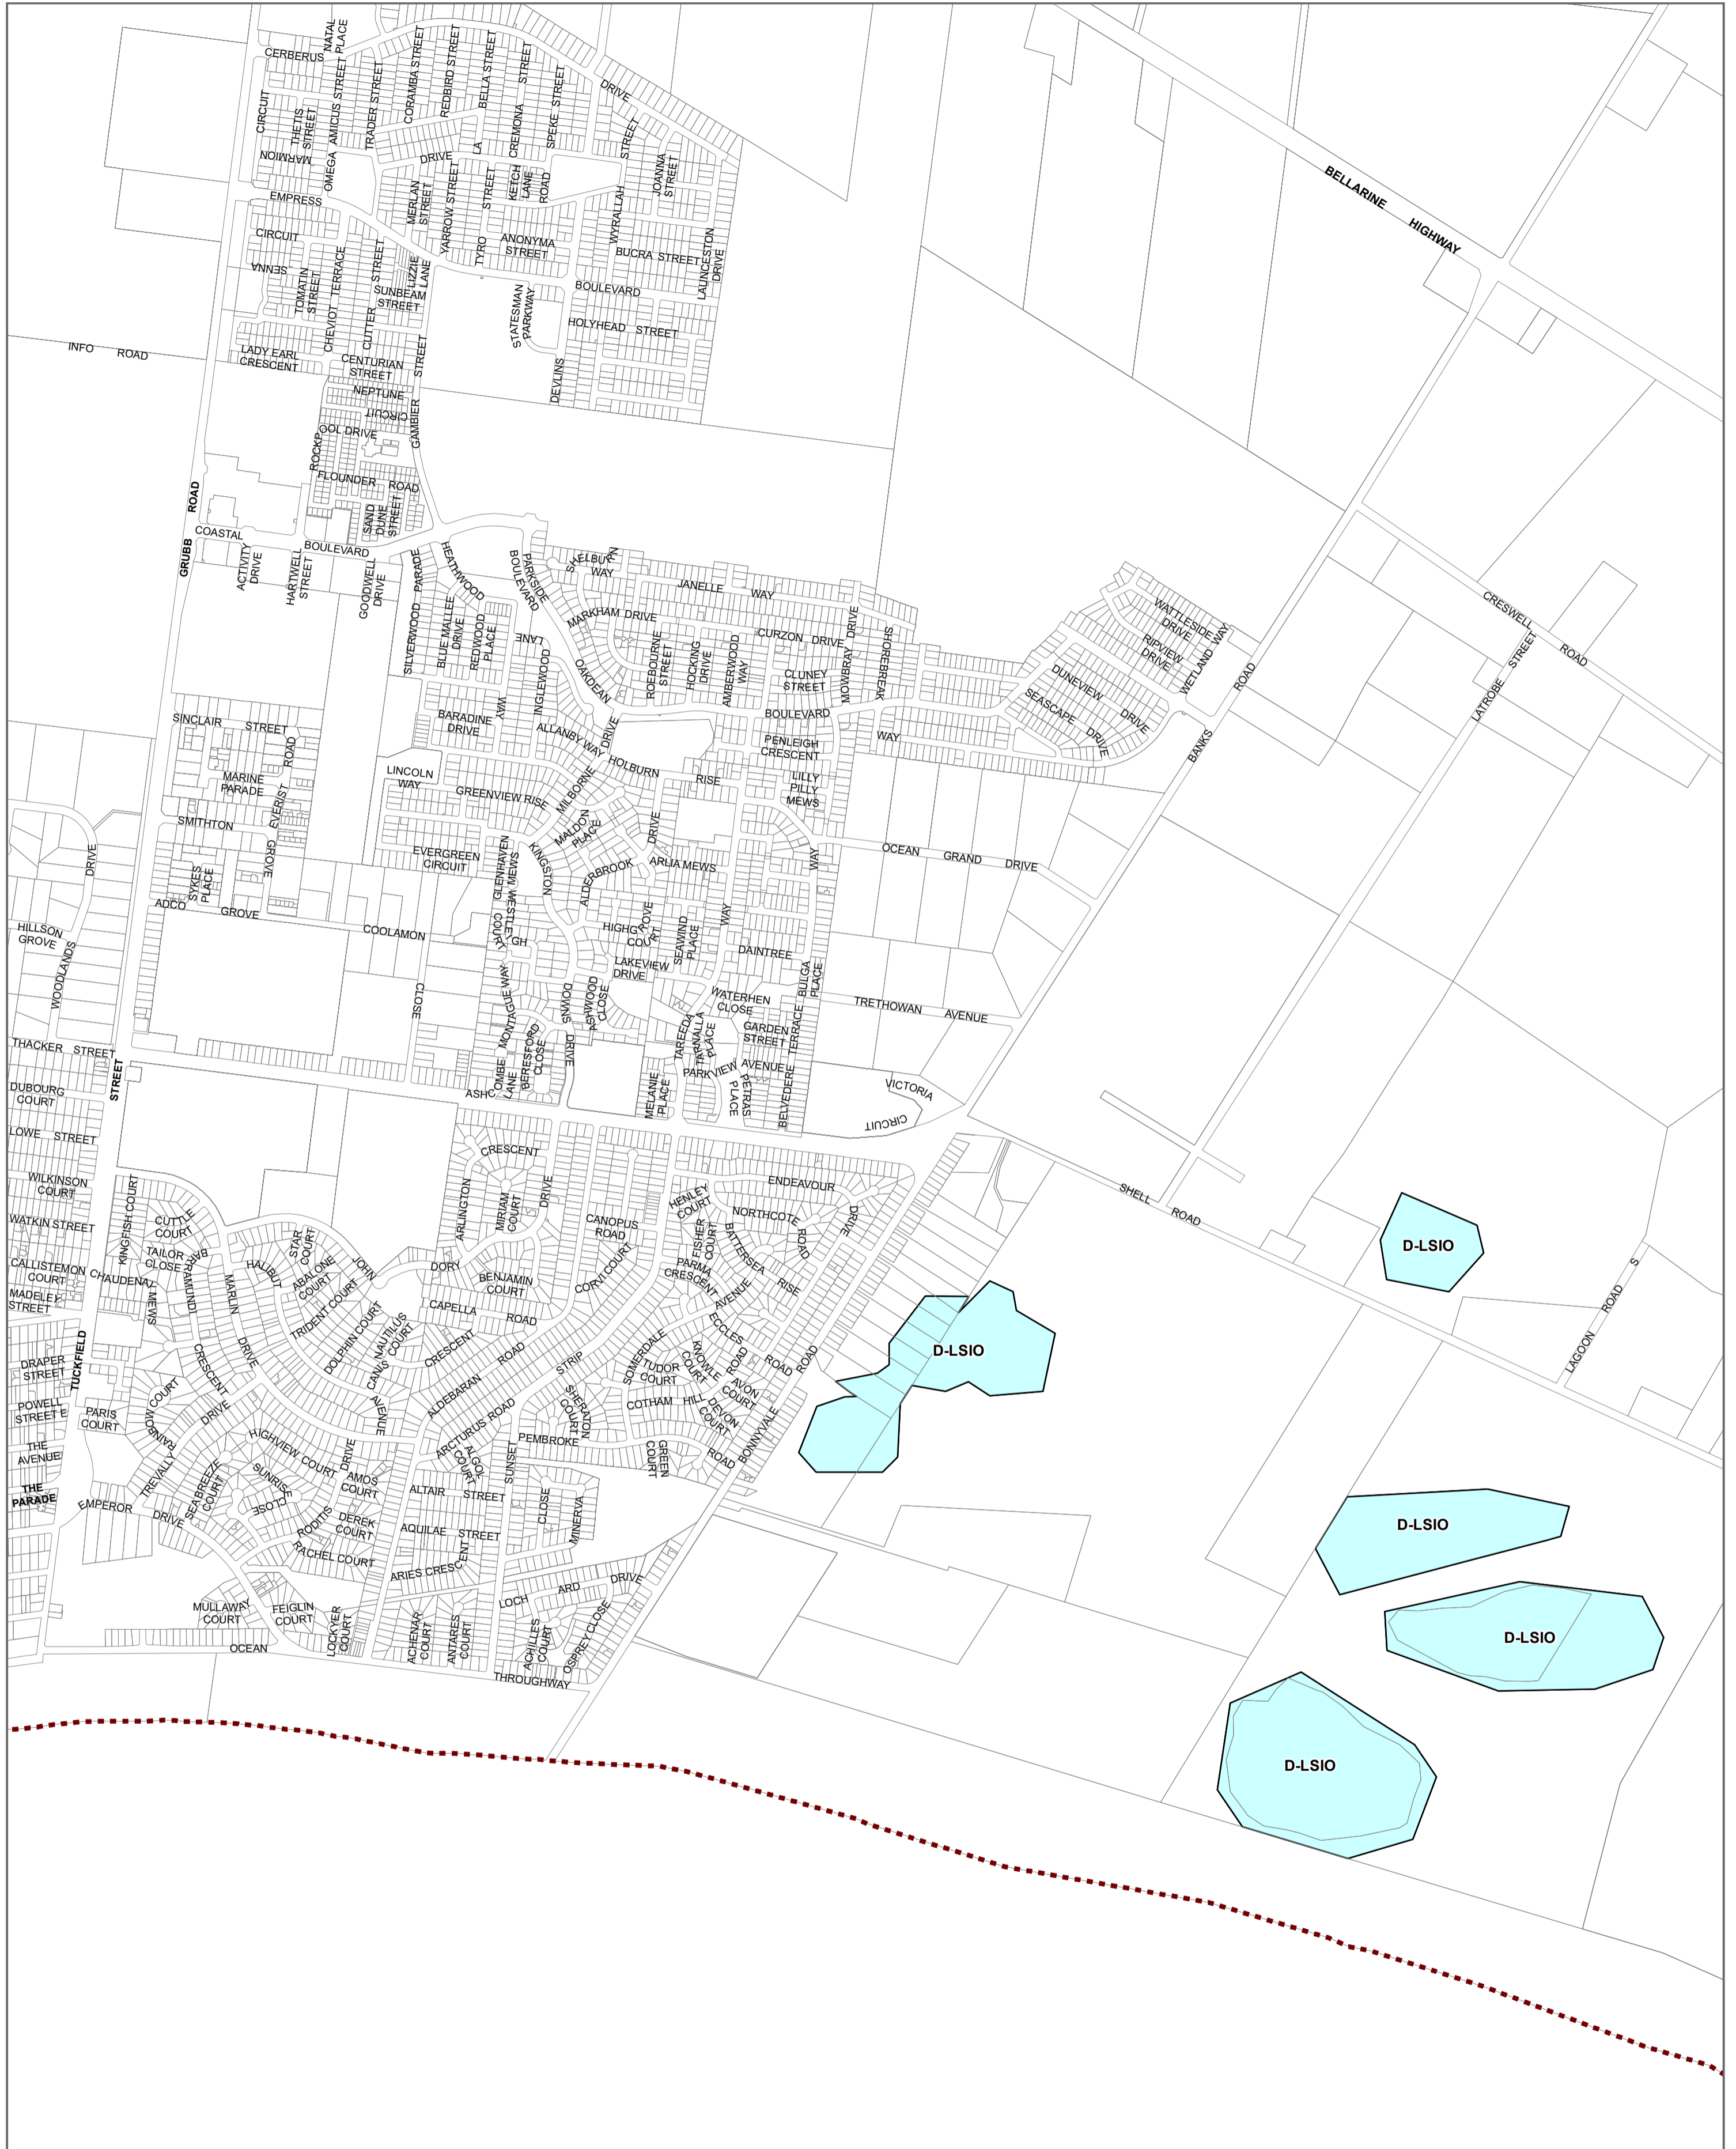 NATAL
PLACE
CERBERUS
CIRCUIT
THETIS
STREET
AMICUS STREET
OMEGA
MARMION
TRADER STREET
CORAMBA STREET
REDBIRD STREET
BELLA STREET
LA
CREMONA STREET
SPEKE STREET
DRIVE
DRIVE
STREET
JOANNA
STREET
KETCH
LANE
ROAD
EMPRESS
MERLAN
STREET
YARROW STREET
STREET
TYRO
WYRALLAH
ANONYMA
STREET
BUCRA STREET
LAUNCESTON
DRIVE
CIRCUIT
SENNA
TOMATIN
STREET
CHEVIOT TERRACE
CUTTER STREET
LIZZIE
LANE
SUNBEAM
STREET
BOULEVARD
STATESMAN
PARKWAY
HOLYHEAD STREET
DEVLINS
BELLARINE HIGHWAY
INFO ROAD
LADY EARL
CRESCENT
CENTURIAN
STREET
STREET
GAMBIER
NEPTUNE
CIRCUIT
ROCKP
OOL DRIVE
FLOUNDER ROAD
SAND
DUNE
STREET
GRUBB ROAD
COASTAL
BOULEVARD
ACTIVITY
DRIVE
HARTWELL
STREET
GOODWELL
DRIVE
SILVERWOOD PARADE
HEATHWOOD
BLUE MALLEE
DRIVE
REDWOOD
PLACE
PARKSIDE
BOULEVARD
SHELBUR
N
WAY
JANELLE WAY
MARKHAM DRIVE
LANE
INGLEWOOD
OAKDEAN
ROEBOURNE
STREET
HOCKING
DRIVE
AMBERWOOD
WAY
CURZON DRIVE
CLUNEY
STREET
MOWBRAY DRIVE
SHOREBREAK
WAY
BOULEVARD
WATTLESIDE
DRIVE
RIPVIEW
DRIVE
WETLAND WAY
DUNEVIEW DRIVE
SEASCAPE DRIVE
BANKS ROAD
CRESWELL ROAD
LATROBE STREET
SINCLAIR STREET
MARINE
PARADE
EVERIST ROAD
SMITHTON
GROVE
SYKES
PLACE
ADCO
GROVE
BARADINE
DRIVE
WAY
ALLANBY WAY
DRIVE
MILBORNE
HOLBURN
RISE
PENLEIGH
CRESCENT
LILLY
PILLY
MEWS
LINCOLN
WAY
GREENVIEW RISE
EVERGREEN
CIRCUIT
GLENHAVEN
COURT
MEWS
WESTLEI
GH
KINGSTON
MALDON
PLACE
DRIVE
ALDERBROOK
ARLIA MEWS
WAY
OCEAN GRAND DRIVE
DRIVE
WOODLANDS
HILLSON
GROVE
COOLAMON
CLOSE
HIGHG
ROVE
COURT
SEAWIND
PLACE
WAY
DAINTREE
BULGA
PLACE
LAKEVIEW
DRIVE
MONTAGUE WAY
DOWNS
DRIVE
ASHWOOD
CLOSE
BERESFORD
CLOSE
ASHC
OMBE
LANE
WATERHEN
CLOSE
GARDEN
STREET
TAREEDA
TARNALLA
PLACE
PARKVIEW AVENUE
MELANIE
PLACE
PETRAS
PLACE
BELVEDERE TERRACE
TRETHOWAN AVENUE
VICTORIA
CIRCUIT
THACKER STREET
DUBOURG
COURT
LOWE STREET
WILKINSON
COURT
WATKIN STREET
CALLISTEMON
COURT
MADELEY
STREET
DRAPER
STREET
POWELL
STREET E
THE
AVENUE
THE
PARADE
TUCKFIELD
STREET
KINGFISH COURT
CUTTLE
COURT
TAILOR
CLOSE
BAR
RAMUNDI
CRESCENT
CHAUDENAY MEWS
MARLIN DRIVE
HALIBUT
STAR
COURT
ABALONE
COURT
TRIDENT COURT
JOHN
DORY
DOLPHIN COURT
NAUTILUS
COURT
CANIS
AVENUE
CRESCENT
ARLINGTON
MIRIAM
COURT
DRIVE
BENJAMIN
COURT
CAPELLA
ROAD
CANOPUS
ROAD
CORVI COURT
ALDEBARAN ROAD
ARCTURUS ROAD
STRIP
HENLEY
COURT
ENDEAVOUR
DRIVE
NORTHCOTE
ROAD
FISHER
COURT
BATTERSEA
RISE
PARMA
CRESCENT
AVENUE
SOMERDALE
ECCLES
ROAD
KNOWLE
COURT
ROAD
TUDOR
COURT
AVON
COURT
COTHAM HILL
DEVON
COURT
SHERATON
COURT
PEMBROKE
ROAD
GREEN
COURT
BONNYVALE
ROAD
SHELL ROAD
LAGOON ROAD S
D-LSIO
D-LSIO
D-LSIO
D-LSIO
D-LSIO
PARIS
COURT
RAINBOW COURT
TREVALLY
DRIVE
HIGHVIEW COURT
SEABREEZE
COURT
SUNRISE
CLOSE
EMPEROR
DRIVE
RODITIS
DRIVE
AMOS
COURT
DEREK
COURT
RACHEL COURT
ALGOL
COURT
SUNSET
ALTAIR STREET
AQUILAE STREET
ARIES CRESCENT
CLOSE
MINERVA
LOCH
ARD
DRIVE
MULLAWAY
COURT
FEIGLIN
COURT
LOCKYER
COURT
ACHENAR
COURT
ANTARES
COURT
ACHILLES
COURT
OSPREY CLOSE
OCEAN
THROUGHWAY
CRESCENT